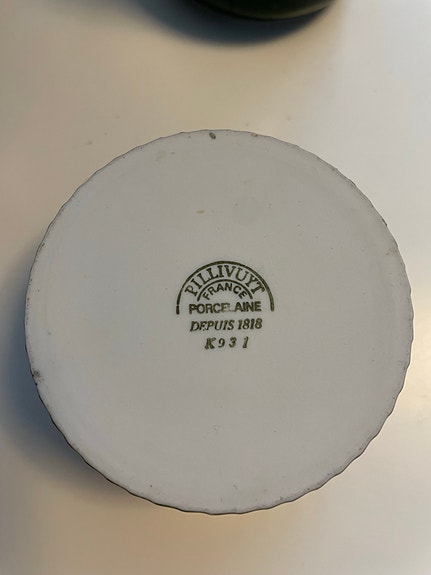 PILLIVUYT
FRANCE
PORCELAINE
DEPUIS 1818
K931